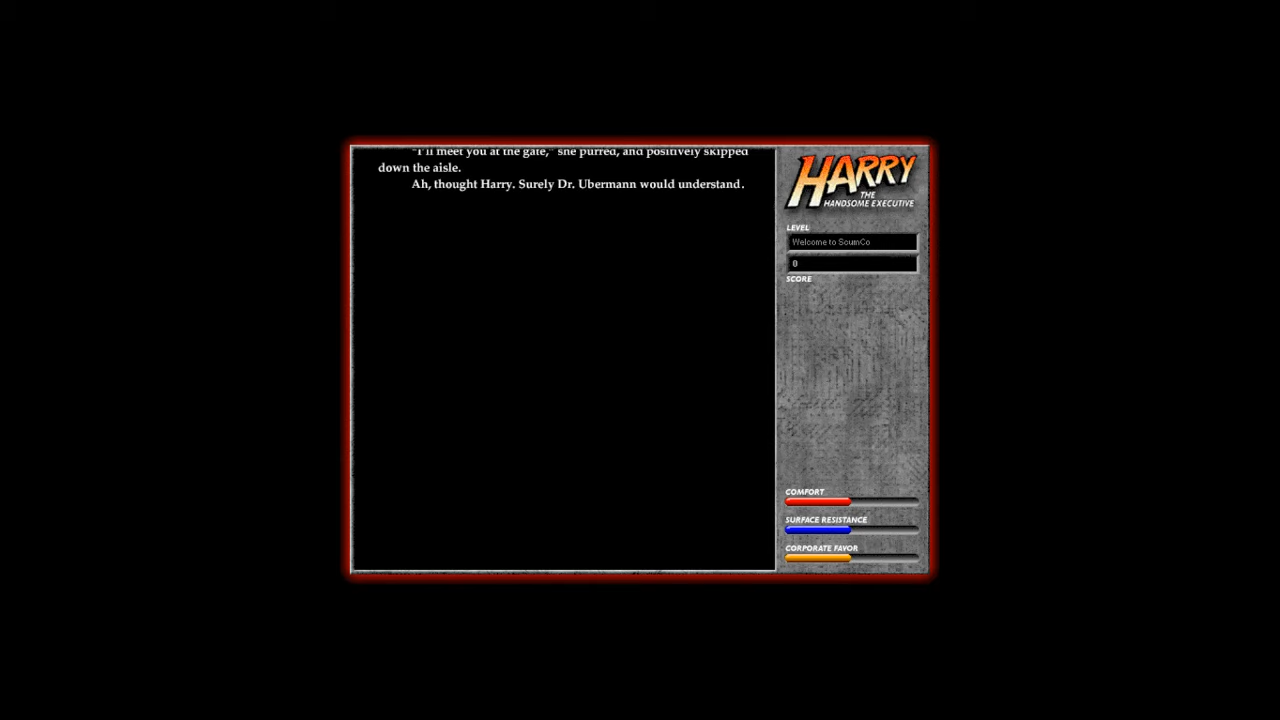 "I'll meet you at the gate," she purred, and positively skipped
down the aisle.
Ah, thought Harry. Surely Dr. Ubermann would understand.
HARRY
THE
HANDSOME EXECUTIVE
LEVEL
Welcome to ScumCo
0
SCORE
COMFORT
SURFACE RESISTANCE
CORPORATE FAVOR